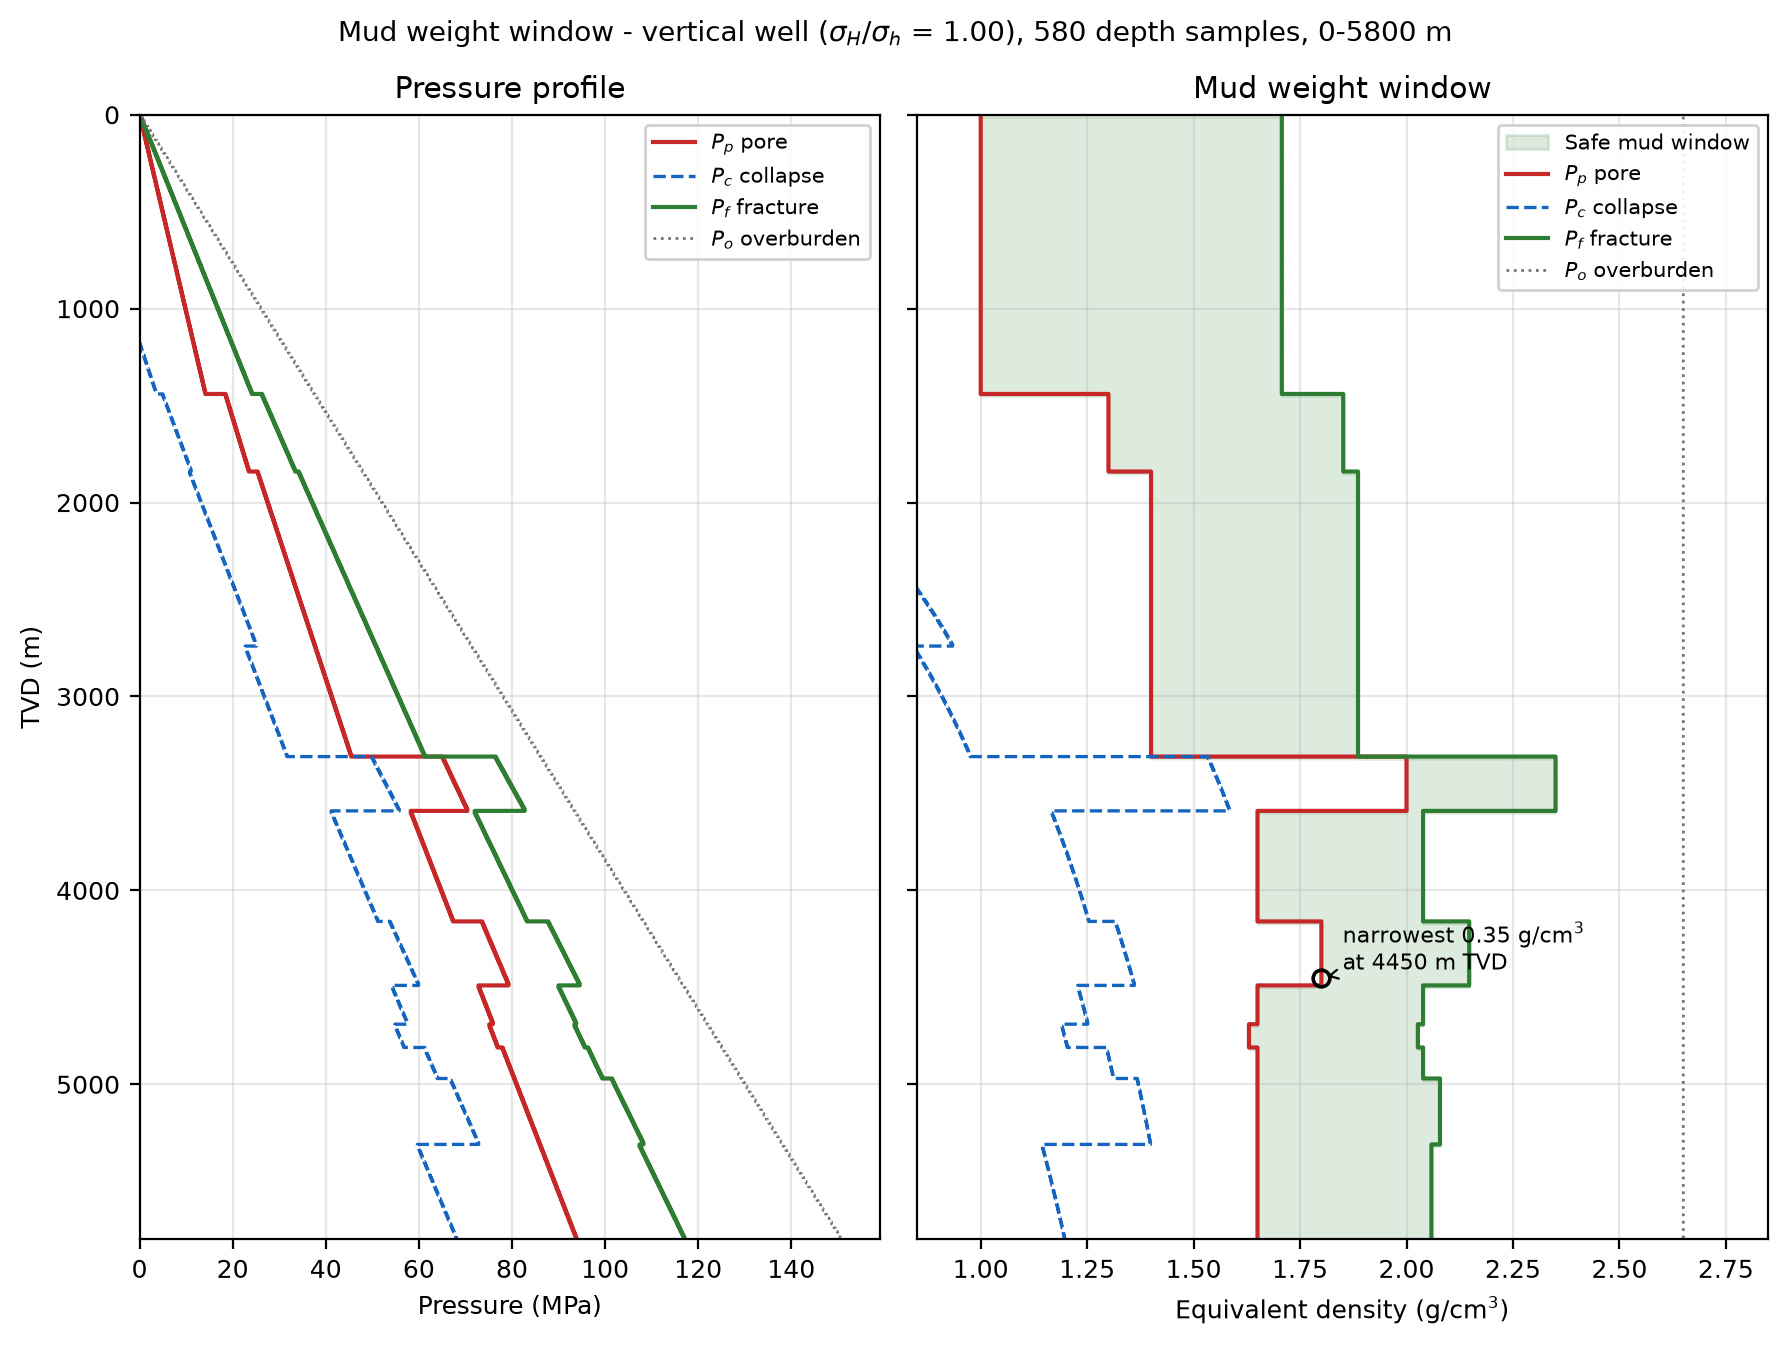 Mud weight window - vertical well (σH/σh = 1.00), 580 depth samples, 0-5800 m
Pressure profile
Pp pore
Pc collapse
Pf fracture
Po overburden
TVD (m)
0
1000
2000
3000
4000
5000
0 20 40 60 80 100 120 140
Pressure (MPa)
Mud weight window
Safe mud window
Pp pore
Pc collapse
Pf fracture
Po overburden
narrowest 0.35 g/cm³
at 4450 m TVD
1.00 1.25 1.50 1.75 2.00 2.25 2.50 2.75
Equivalent density (g/cm³)